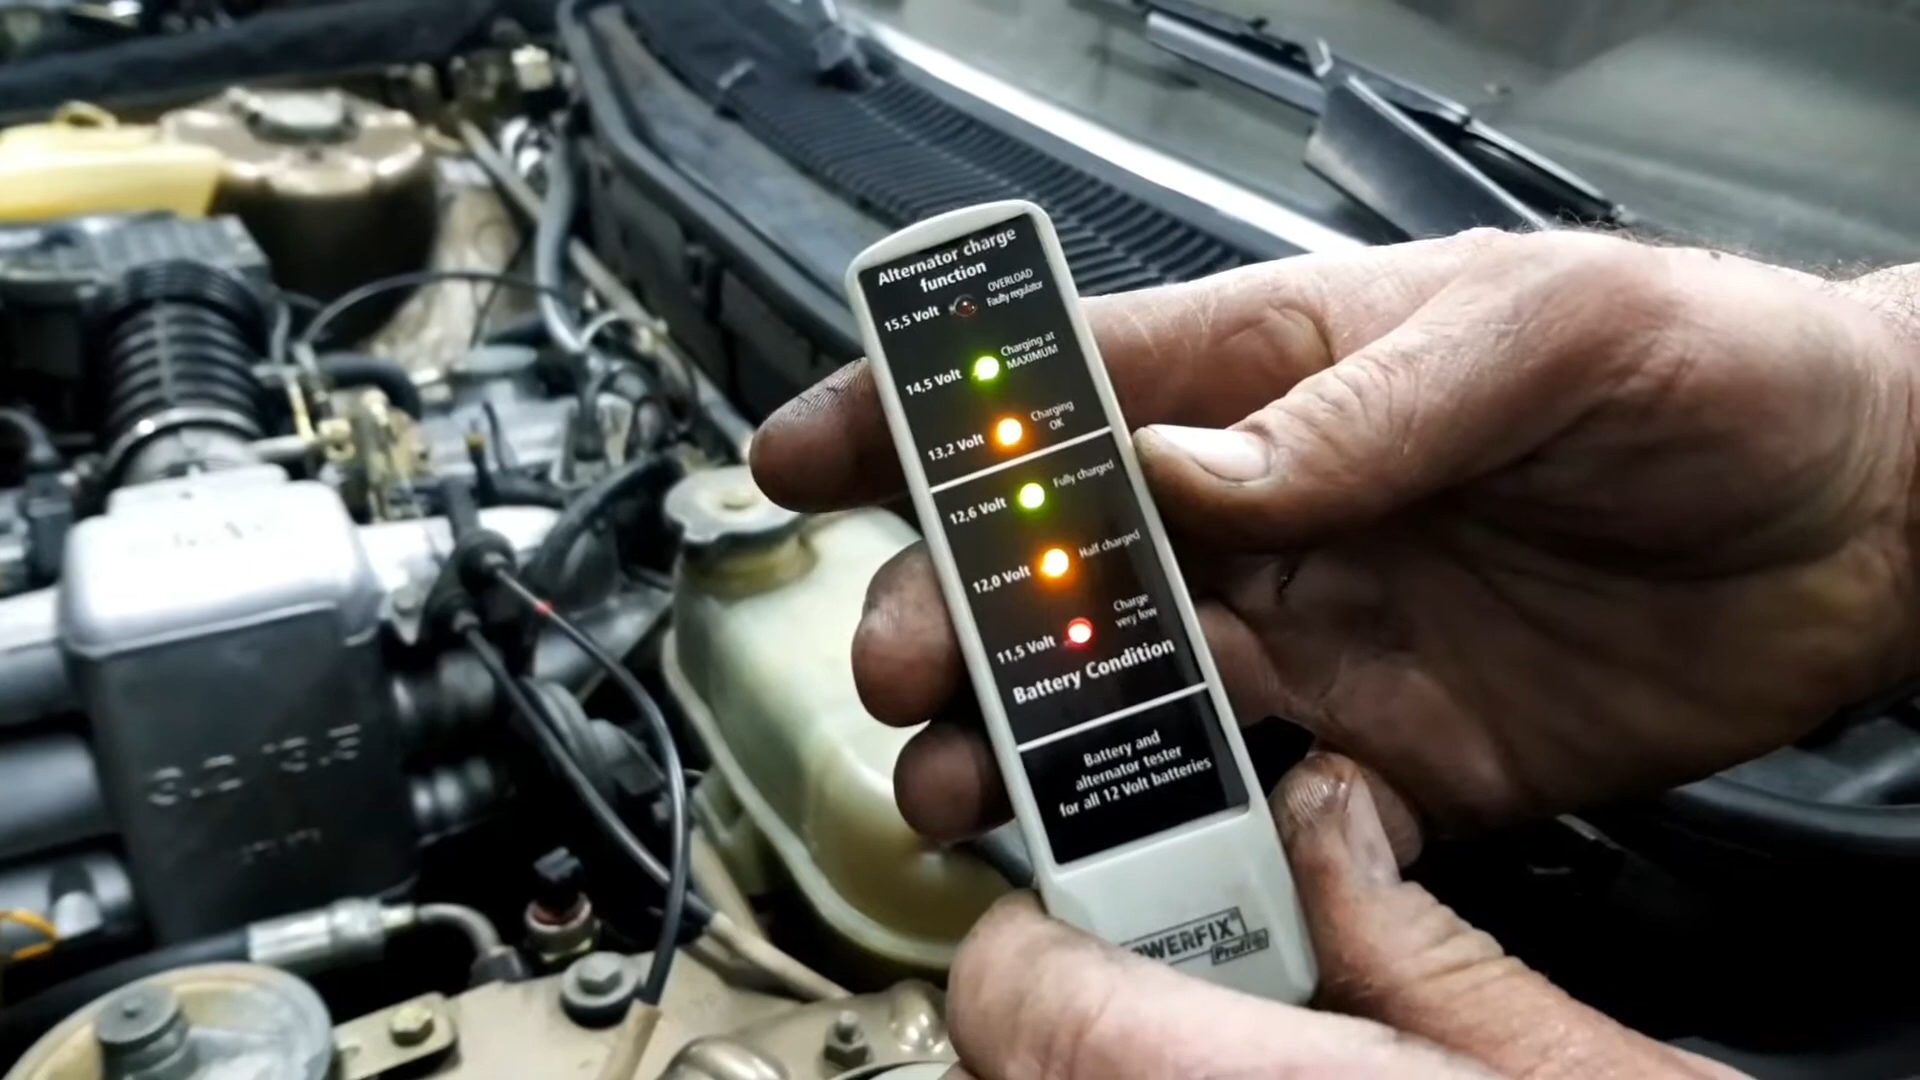 Alternator charge
function
15,5 Volt
OVERLOAD
Faulty regulator
14,5 Volt
Charging at
MAXIMUM
13,2 Volt
Charging
OK
12,6 Volt
Fully charged
12,0 Volt
Half charged
11,5 Volt
Charge
very low
Battery Condition
Battery and
alternator tester
for all 12 Volt batteries
OWERFIX®
Profi